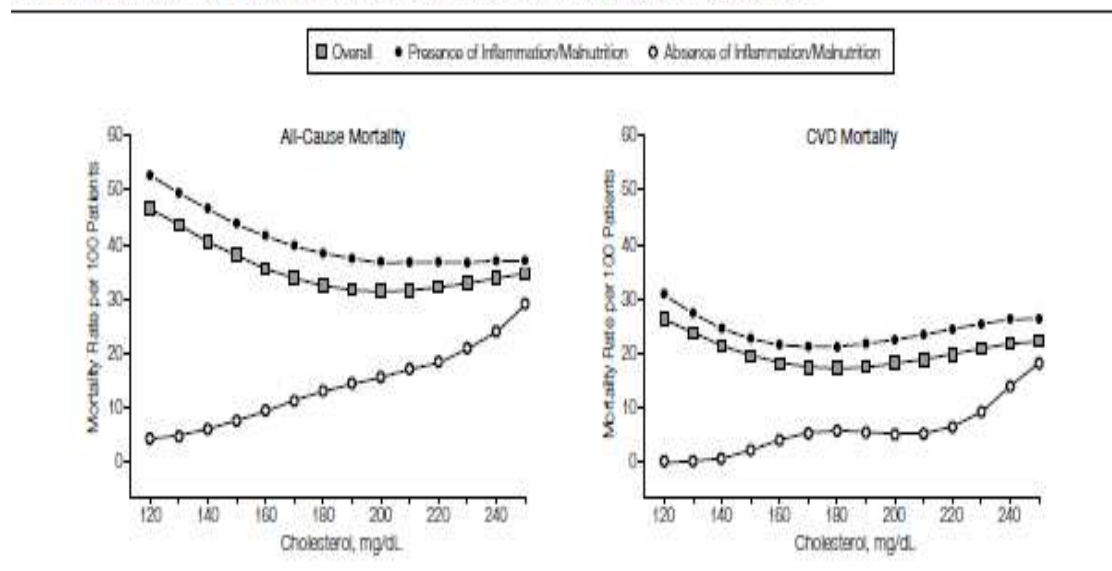 Overall Presence of Inflammation/Malnutrition Absence of Inflammation/Malnutrition
All-Cause Mortality
60
50
40
30
20
10
0
Mortality Rate per 100 Patients
120 140 160 180 200 220 240
Cholesterol, mg/dL
CVD Mortality
60
50
40
30
20
10
0
Mortality Rate per 100 Patients
120 140 160 180 200 220 240
Cholesterol, mg/dL